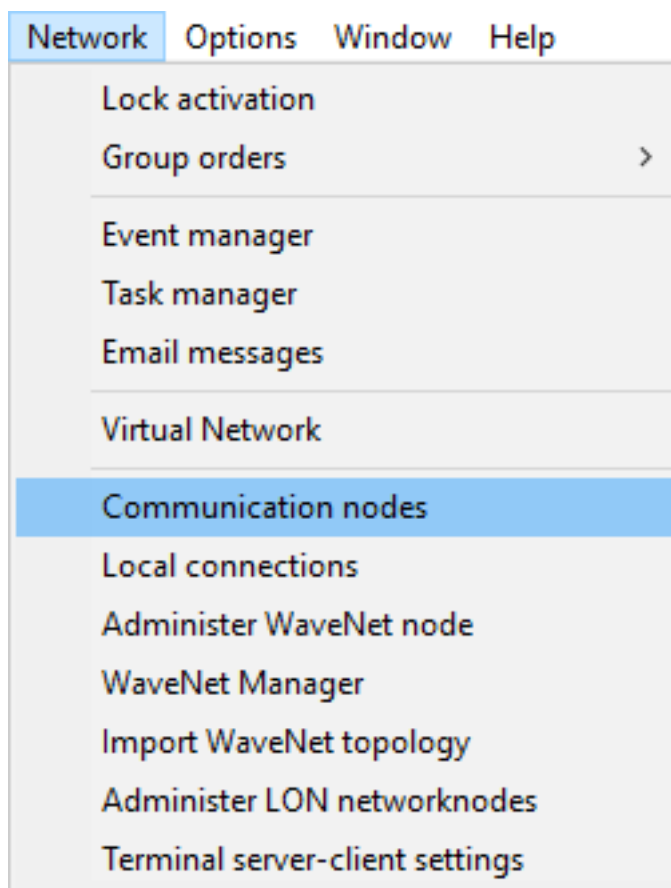 Network Options Window Help
Lock activation
Group orders
Event manager
Task manager
Email messages
Virtual Network
Communication nodes
Local connections
Administer WaveNet node
WaveNet Manager
Import WaveNet topology
Administer LON networknodes
Terminal server-client settings